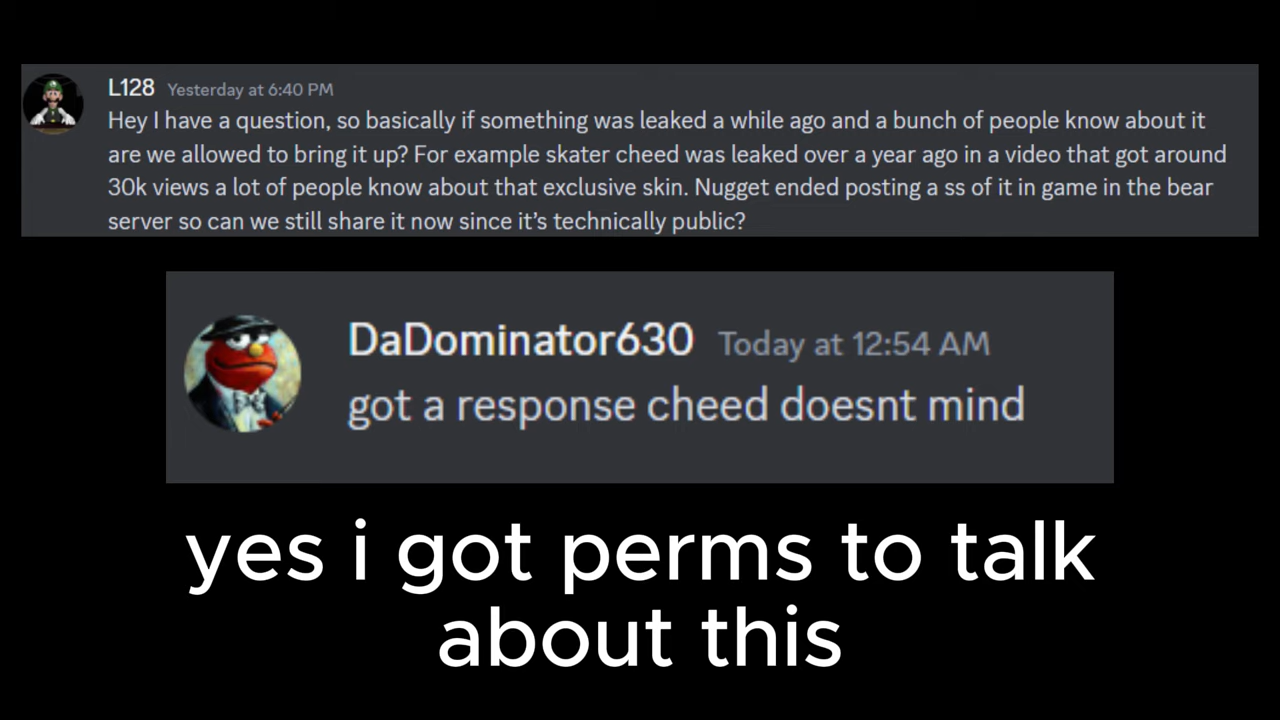 L128 Yesterday at 6:40 PM
Hey I have a question, so basically if something was leaked a while ago and a bunch of people know about it
are we allowed to bring it up? For example skater cheed was leaked over a year ago in a video that got around
30k views a lot of people know about that exclusive skin. Nugget ended posting a ss of it in game in the bear
server so can we still share it now since it’s technically public?
DaDominator630 Today at 12:54 AM
got a response cheed doesnt mind
yes i got perms to talk
about this